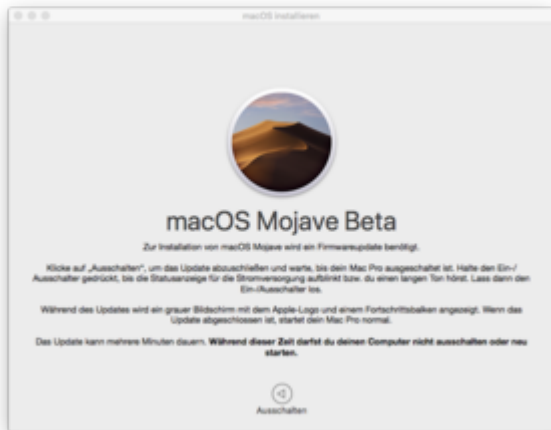 macOS installieren
macOS Mojave Beta
Zur Installation von macOS Mojave wird ein Firmwareupdate benötigt.
Klicke auf „Ausschalten“, um das Update abzuschließen und warte, bis dein Mac Pro ausgeschaltet ist. Halte den Ein-/
Ausschalter gedrückt, bis die Statusanzeige für die Stromversorgung aufblinkt bzw. du einen langen Ton hörst. Lass dann den
Ein-/Ausschalter los.
Während des Updates wird ein grauer Bildschirm mit dem Apple-Logo und einem Fortschrittsbalken angezeigt. Wenn das
Update abgeschlossen ist, startet dein Mac Pro normal.
Das Update kann mehrere Minuten dauern. Während dieser Zeit darfst du deinen Computer nicht ausschalten oder neu
starten.
Ausschalten